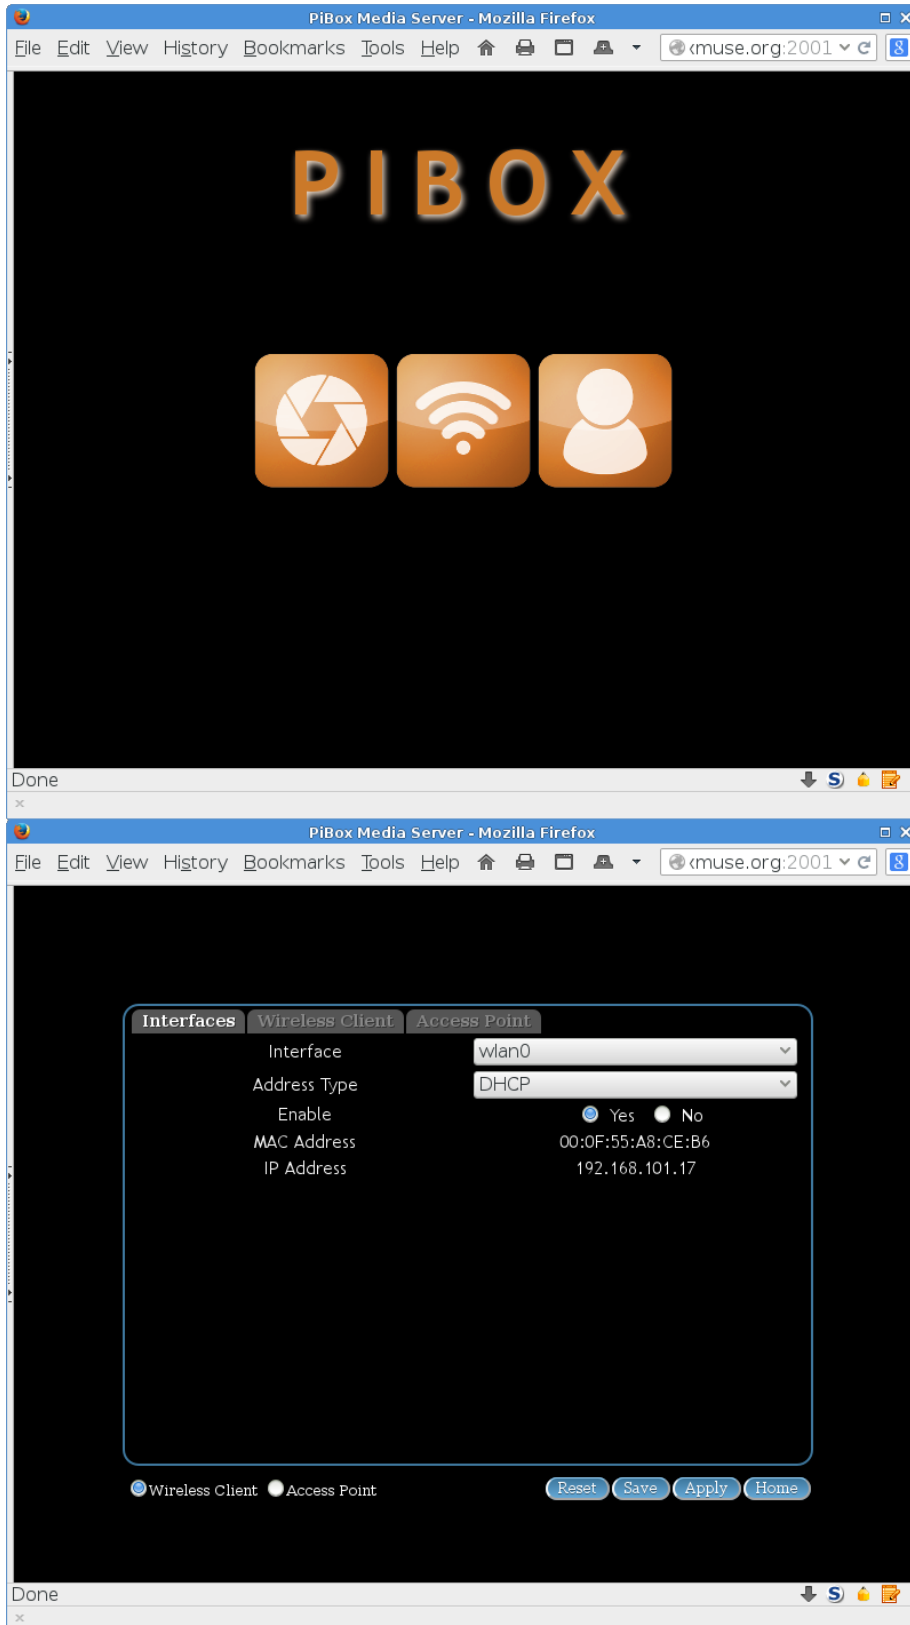 PiBox Media Server - Mozilla Firefox
File Edit View History Bookmarks Tools Help ‹muse.org:2001 8
PIBOX
Done
PiBox Media Server - Mozilla Firefox
File Edit View History Bookmarks Tools Help ‹muse.org:2001 8
Interfaces Wireless Client Access Point
Interface wlan0
Address Type DHCP
Enable Yes No
MAC Address 00:0F:55:A8:CE:B6
IP Address 192.168.101.17
Wireless Client Access Point Reset Save Apply Home
Done